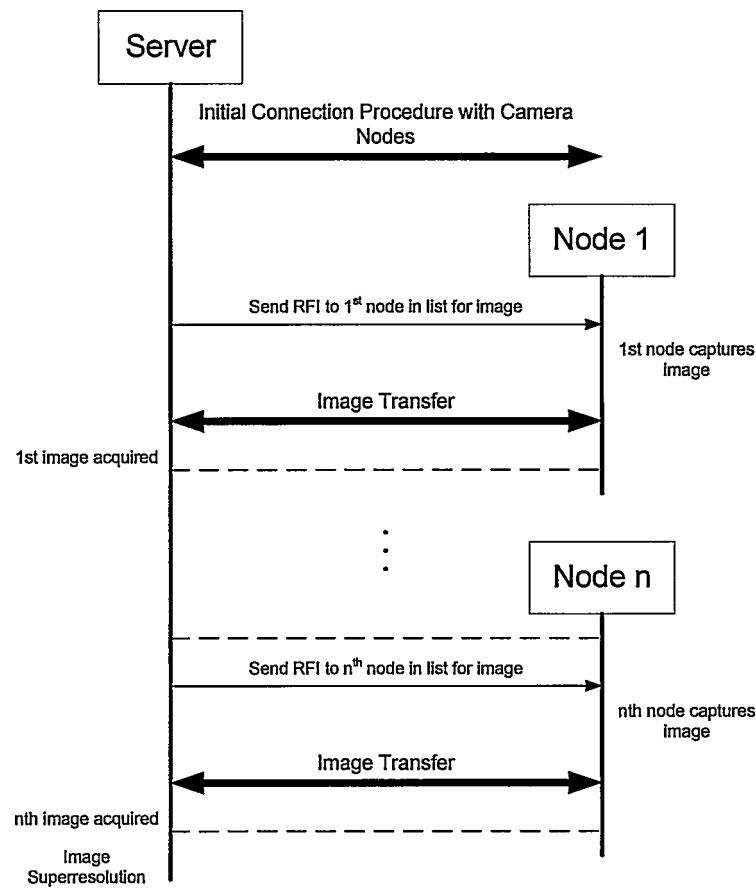 Server
Initial Connection Procedure with Camera
Nodes
Node 1
Send RFI to 1st node in list for image
1st node captures
image
Image Transfer
1st image acquired
Node n
Send RFI to nth node in list for image
nth node captures
image
Image Transfer
nth image acquired
Image
Superresolution